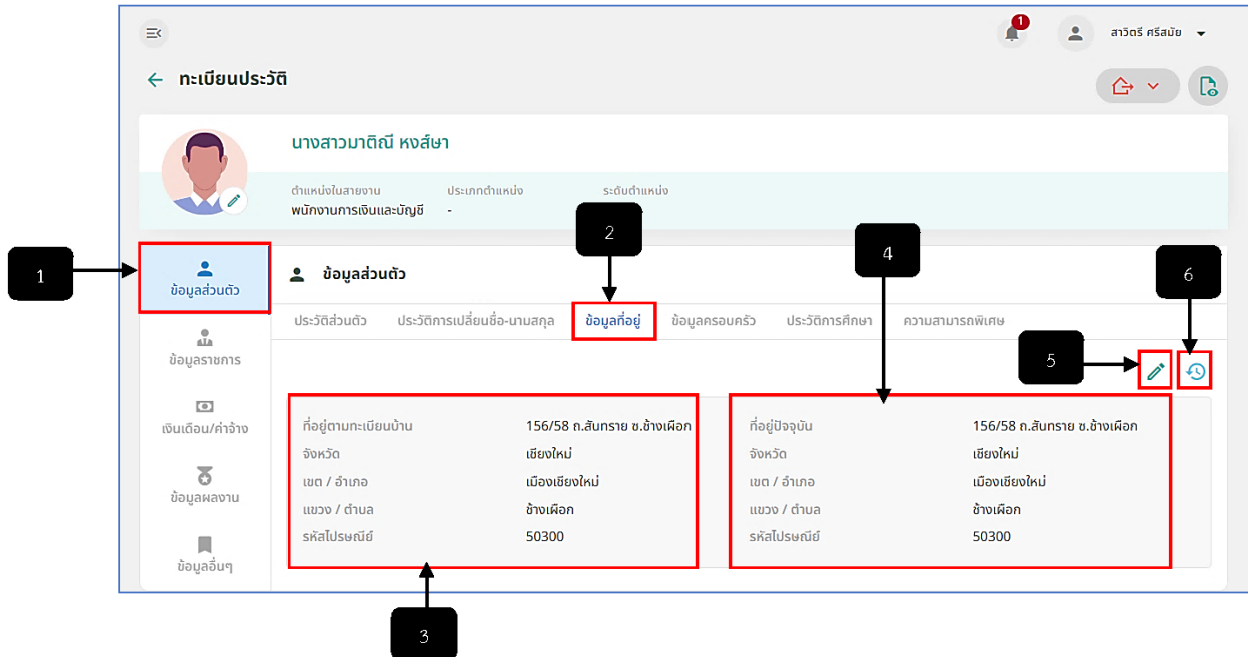 1
สาวิตรี ศรีสมัย
ทะเบียนประวัติ
นางสาวมาติณี หงส์ษา
ตำแหน่งในสายงาน ประเภทตำแหน่ง ระดับตำแหน่ง
พนักงานการเงินและบัญชี -
2
4
1
6
ข้อมูลส่วนตัว
ข้อมูลส่วนตัว
ประวัติส่วนตัว ประวัติการเปลี่ยนชื่อ-นามสกุล ข้อมูลที่อยู่ ข้อมูลครอบครัว ประวัติการศึกษา ความสามารถพิเศษ
5
ข้อมูลราชการ
เงินเดือน/ค่าจ้าง
ข้อมูลผลงาน
ข้อมูลอื่นๆ
ที่อยู่ตามทะเบียนบ้าน 156/58 ถ.สันทราย ซ.ช้างเผือก
จังหวัด เชียงใหม่
เขต / อำเภอ เมืองเชียงใหม่
แขวง / ตำบล ช้างเผือก
รหัสไปรษณีย์ 50300
ที่อยู่ปัจจุบัน 156/58 ถ.สันทราย ซ.ช้างเผือก
จังหวัด เชียงใหม่
เขต / อำเภอ เมืองเชียงใหม่
แขวง / ตำบล ช้างเผือก
รหัสไปรษณีย์ 50300
3